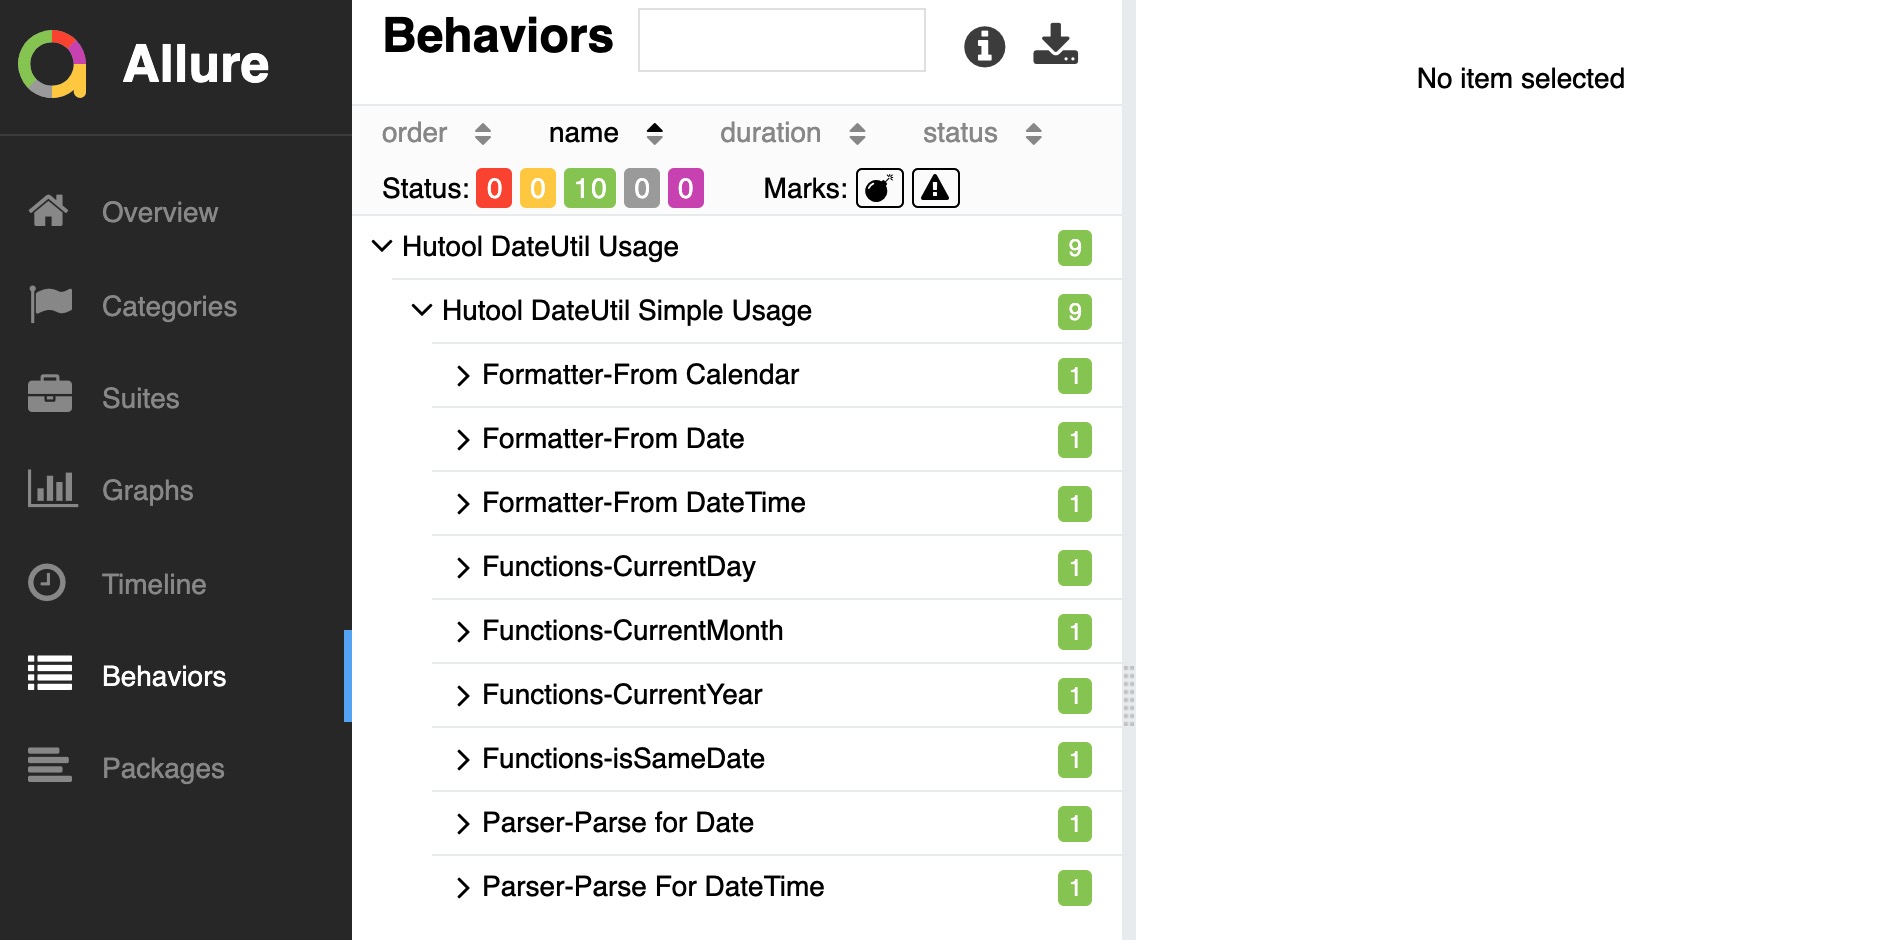 Allure
Overview
Categories
Suites
Graphs
Timeline
Behaviors
Packages
Behaviors
order name duration status
Status: 0 0 10 0 0 Marks:
Hutool DateUtil Usage 9
Hutool DateUtil Simple Usage 9
Formatter-From Calendar 1
Formatter-From Date 1
Formatter-From DateTime 1
Functions-CurrentDay 1
Functions-CurrentMonth 1
Functions-CurrentYear 1
Functions-isSameDate 1
Parser-Parse for Date 1
Parser-Parse For DateTime 1
No item selected